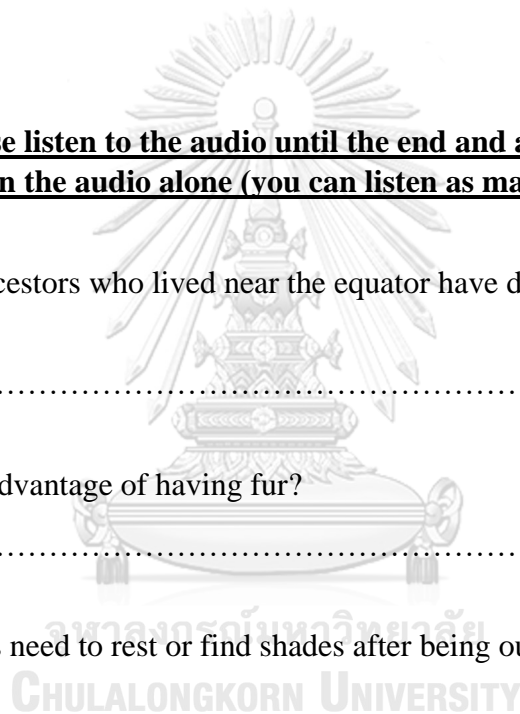 se listen to the audio until the end and a
n the audio alone (you can listen as ma
cestors who lived near the equator have d
……………………………………………
dvantage of having fur?
……………………………………………
s need to rest or find shades after being ou
จุฬาลงกรณ์มหาวิทยาลัย
CHULALONGKORN UNIVERSITY